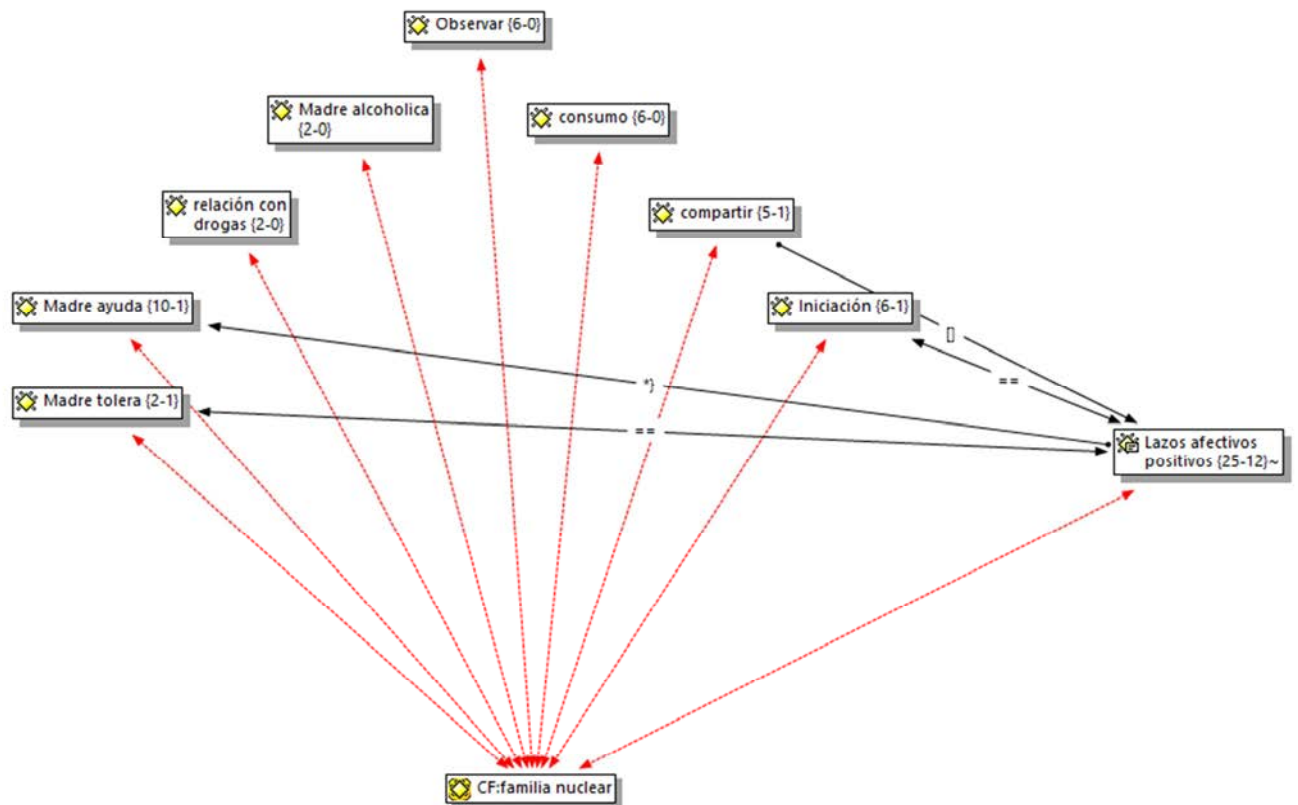 Observar {6-0}
Madre alcoholica
{2-0}
consumo {6-0}
relación con
drogas {2-0}
compartir {5-1}
Madre ayuda {10-1}
Iniciación {6-1}
[]
==
*}
Madre tolera {2-1}
==
Lazos afectivos
positivos {25-12}~
CF:familia nuclear